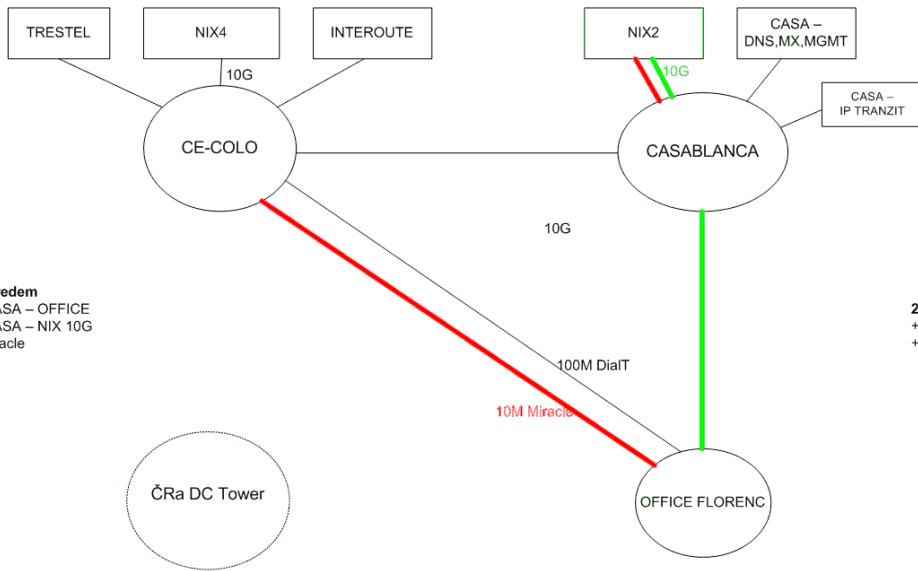 TRESTEL
NIX4
INTEROUTE
NIX2
CASA –
DNS,MX,MGMT
10G
10G
CASA –
IP TRANZIT
CE-COLO
CASABLANCA
10G
edem
ASA – OFFICE
ASA – NIX 10G
acle
2
+
+
100M DialT
10M Miracle
ČRa DC Tower
OFFICE FLORENC